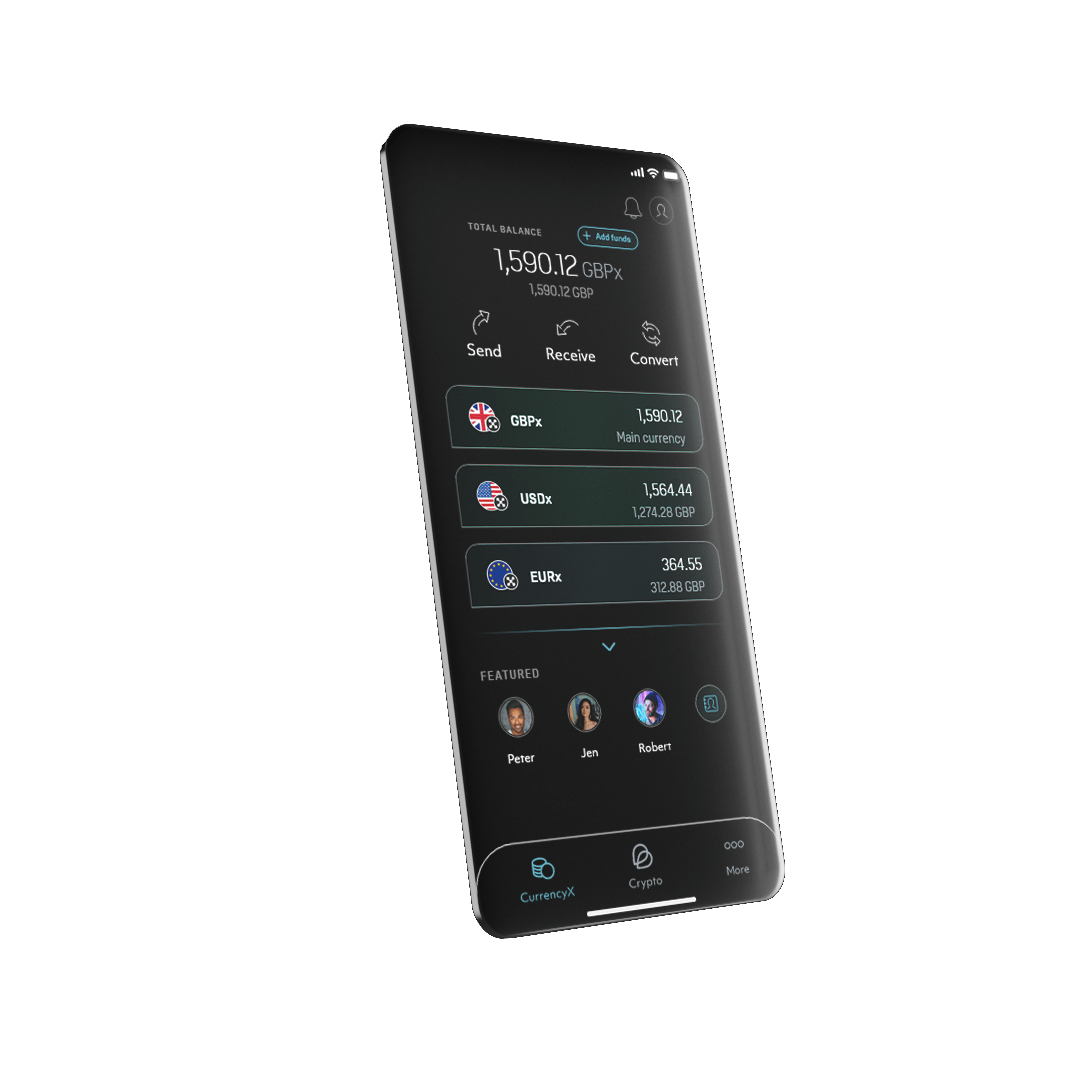 TOTAL BALANCE
+ Add funds
1,590.12 GBPx
1,590.12 GBP
Send
Receive
Convert
GBPx
1,590.12
Main currency
USDx
1,564.44
1,274.28 GBP
EURx
364.55
312.88 GBP
FEATURED
Peter
Jen
Robert
CurrencyX
Crypto
More